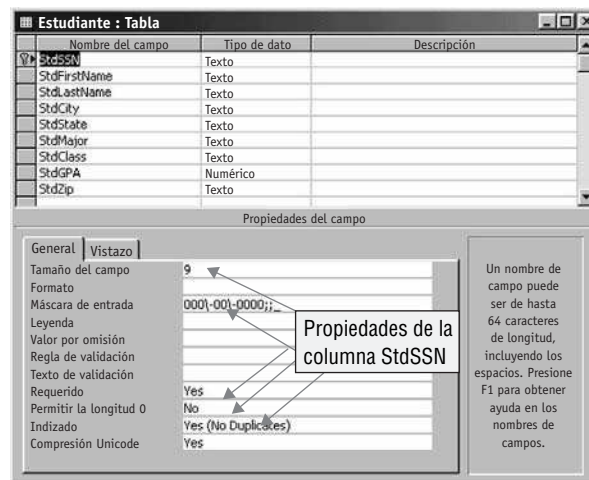 Estudiante : Tabla
Nombre del campo Tipo de dato Descripción
StdSSN Texto
StdFirstName Texto
StdLastName Texto
StdCity Texto
StdState Texto
StdMajor Texto
StdClass Texto
StdGPA Numérico
StdZip Texto
Propiedades del campo
General Vistazo
Tamaño del campo 9
Formato
Máscara de entrada 000\-00\-0000;;_
Leyenda
Valor por omisión
Regla de validación
Texto de validación
Requerido Yes
Permitir la longitud 0 No
Indizado Yes (No Duplicates)
Compresión Unicode Yes
Propiedades de la
columna StdSSN
Un nombre de
campo puede
ser de hasta
64 caracteres
de longitud,
incluyendo los
espacios. Presione
F1 para obtener
ayuda en los
nombres de
campos.